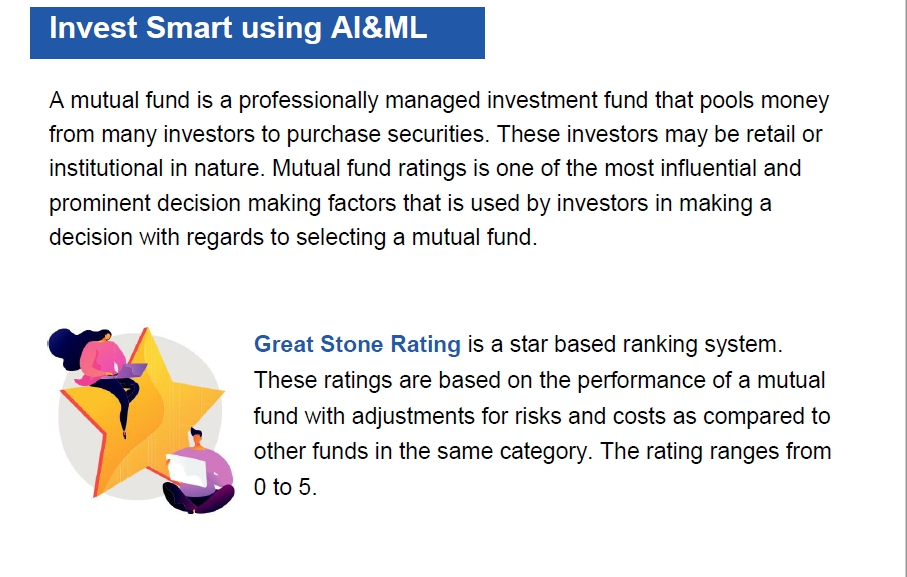 Invest Smart using AI&ML
A mutual fund is a professionally managed investment fund that pools money
from many investors to purchase securities. These investors may be retail or
institutional in nature. Mutual fund ratings is one of the most influential and
prominent decision making factors that is used by investors in making a
decision with regards to selecting a mutual fund.
Great Stone Rating is a star based ranking system.
These ratings are based on the performance of a mutual
fund with adjustments for risks and costs as compared to
other funds in the same category. The rating ranges from
0 to 5.